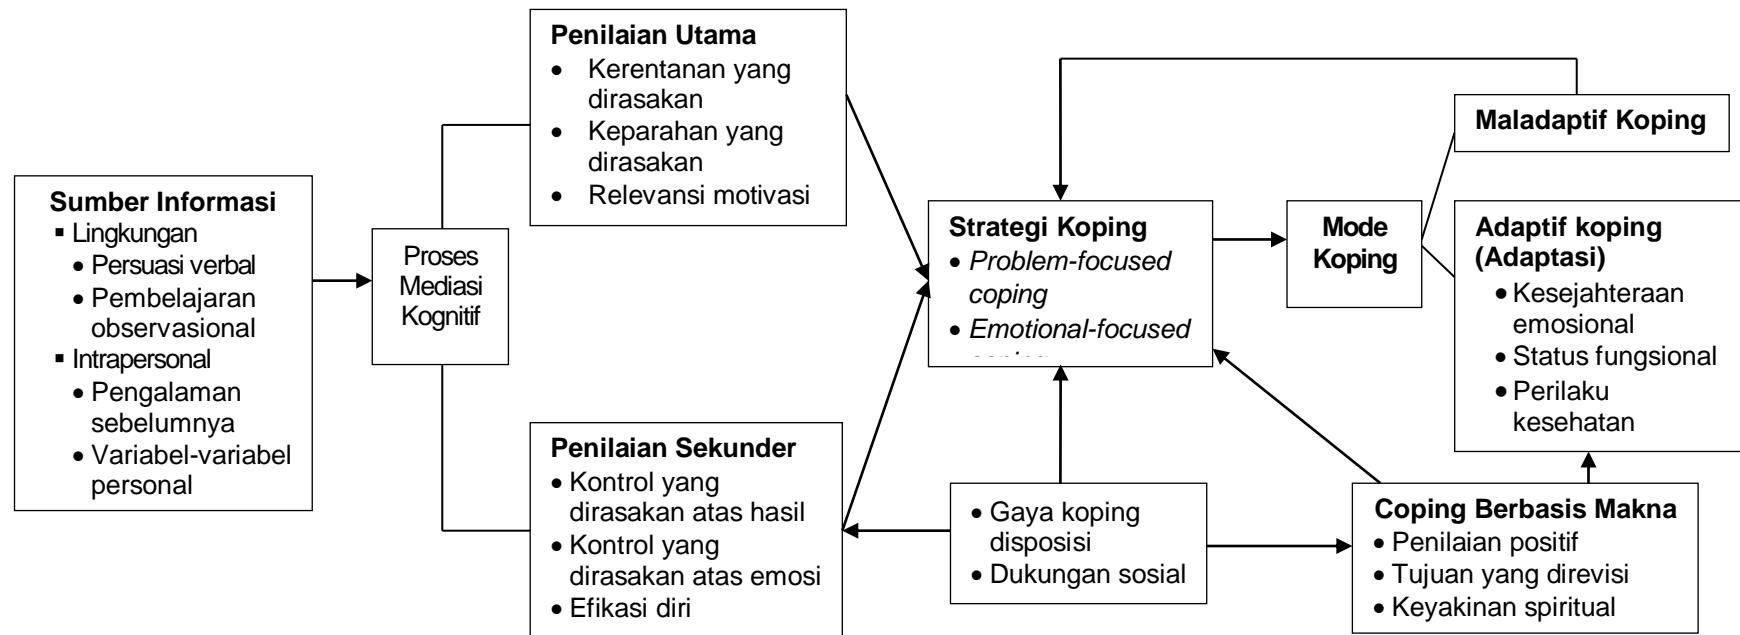 Sumber Informasi
▪ Lingkungan
• Persuasi verbal
• Pembelajaran
observasional
▪ Intrapersonal
• Pengalaman
sebelumnya
• Variabel-variabel
personal
Proses
Mediasi
Kognitif
Penilaian Utama
• Kerentanan yang
dirasakan
• Keparahan yang
dirasakan
• Relevansi motivasi
Penilaian Sekunder
• Kontrol yang
dirasakan atas hasil
• Kontrol yang
dirasakan atas emosi
• Efikasi diri
Strategi Koping
• Problem-focused
coping
• Emotional-focused
• Gaya koping
disposisi
• Dukungan sosial
Mode
Koping
Maladaptif Koping
Adaptif koping
(Adaptasi)
• Kesejahteraan
emosional
• Status fungsional
• Perilaku
kesehatan
Coping Berbasis Makna
• Penilaian positif
• Tujuan yang direvisi
• Keyakinan spiritual